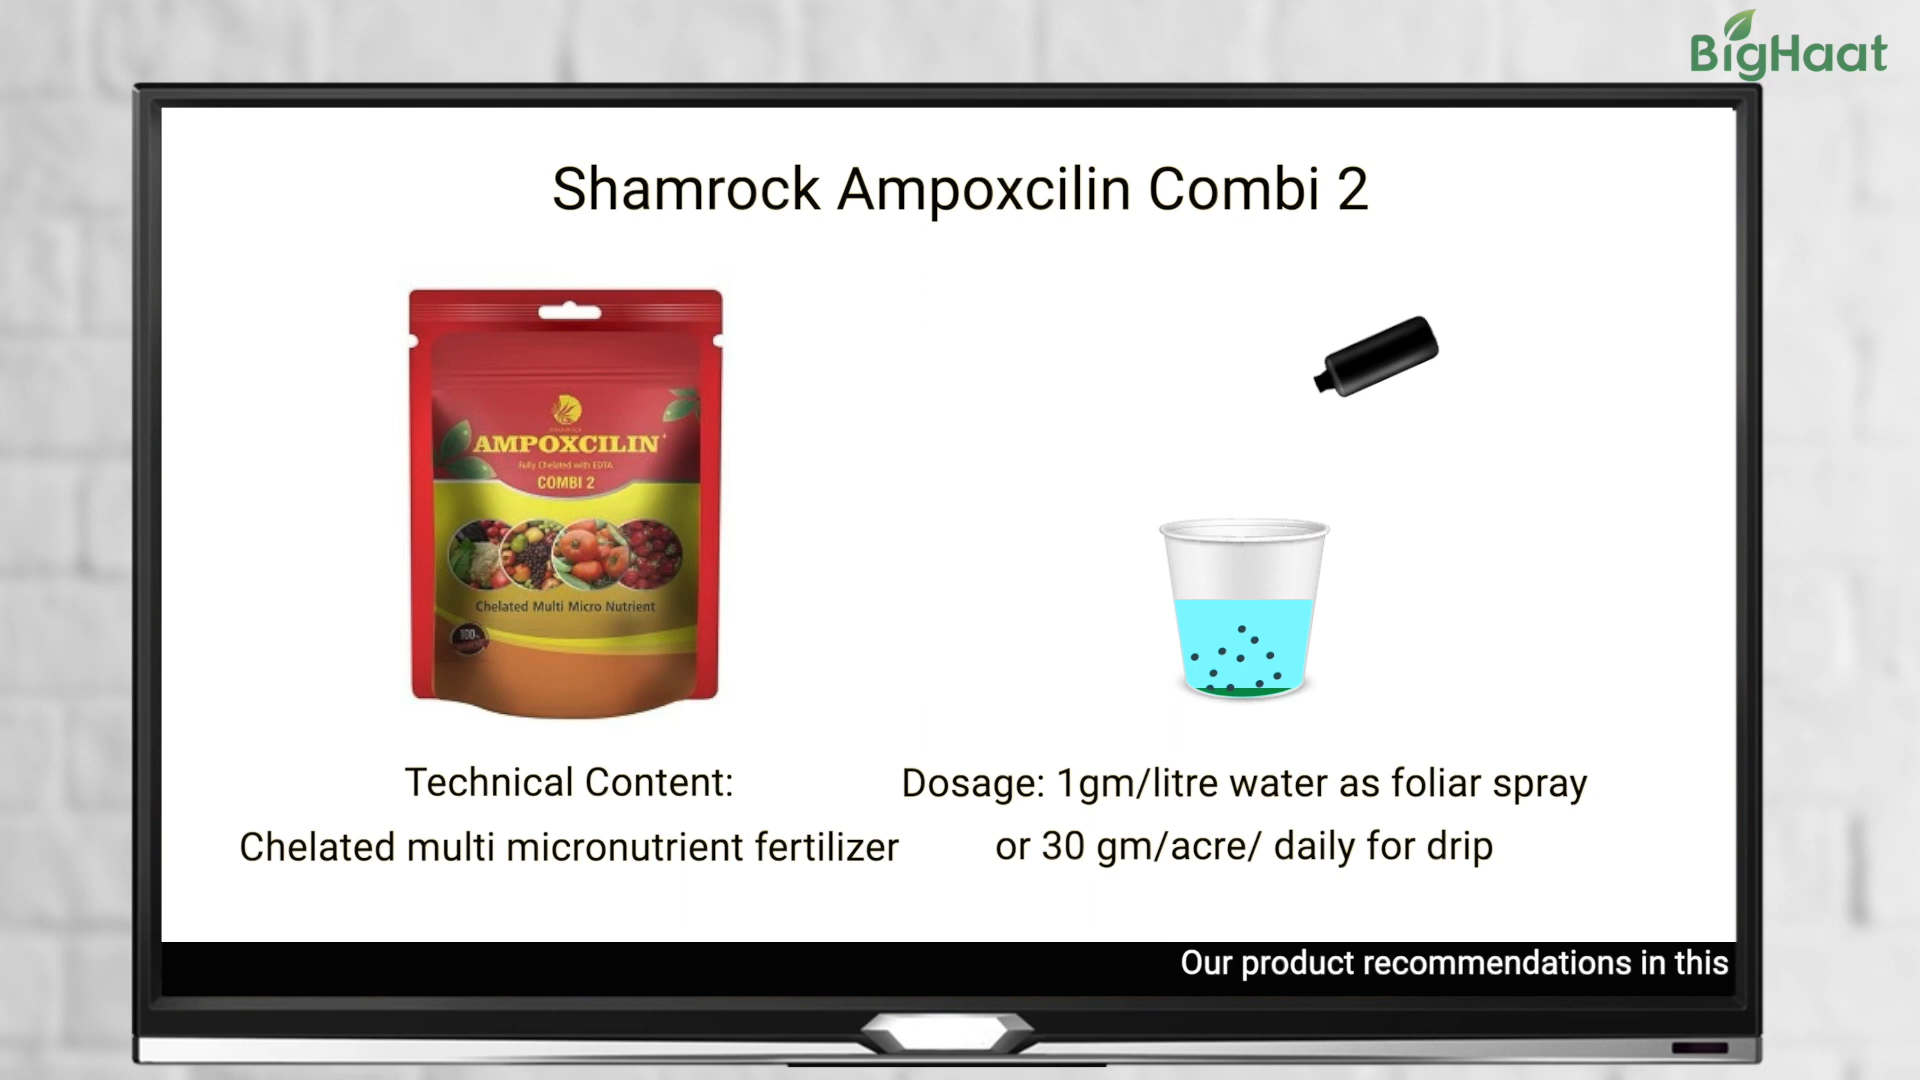 BigHaat
Shamrock Ampoxcilin Combi 2
AMPOXCILIN
Fully Chelated with EDTA
COMBI 2
Chelated Multi Micro Nutrient
100%
Technical Content:
Chelated multi micronutrient fertilizer
Dosage: 1gm/litre water as foliar spray
or 30 gm/acre/ daily for drip
Our product recommendations in this